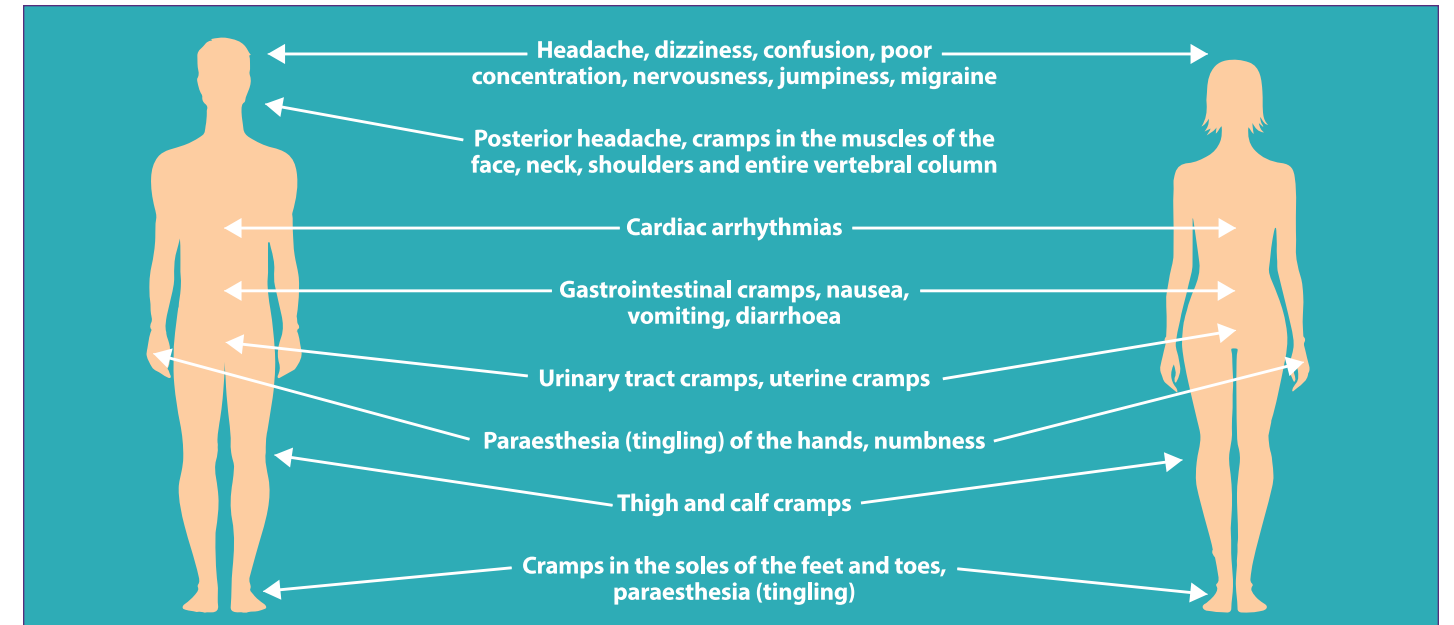 Headache, dizziness, confusion, poor
concentration, nervousness, jumpiness, migraine
Posterior headache, cramps in the muscles of the
face, neck, shoulders and entire vertebral column
Cardiac arrhythmias
Gastrointestinal cramps, nausea,
vomiting, diarrhoea
Urinary tract cramps, uterine cramps
Paraesthesia (tingling) of the hands, numbness
Thigh and calf cramps
Cramps in the soles of the feet and toes,
paraesthesia (tingling)